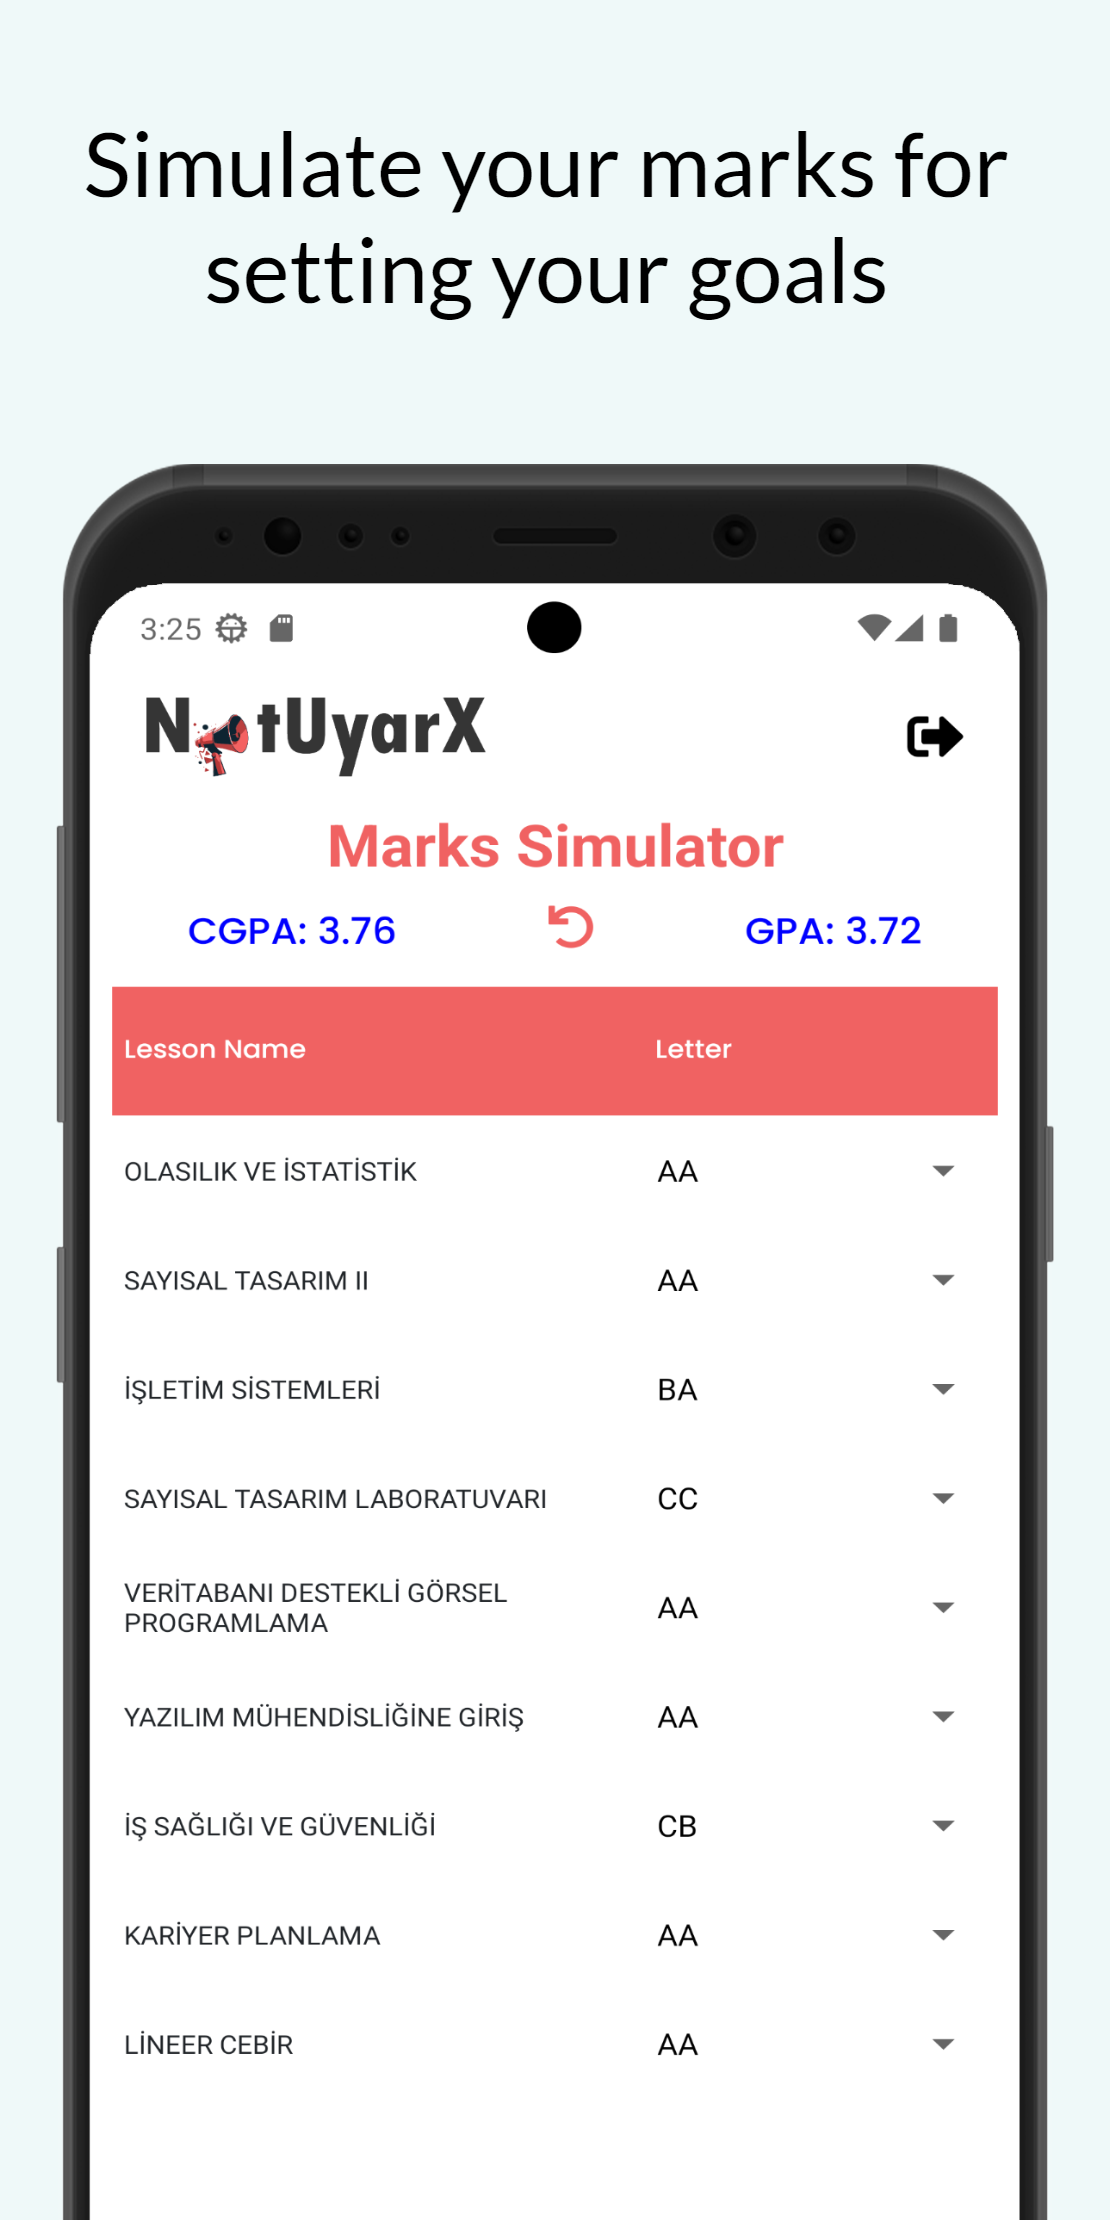 Simulate your marks for
setting your goals
3:25
NotUyarX
Marks Simulator
CGPA: 3.76
GPA: 3.72
Lesson Name
Letter
OLASILIK VE İSTATİSTİK
AA
SAYISAL TASARIM II
AA
İŞLETİM SİSTEMLERİ
BA
SAYISAL TASARIM LABORATUVARI
CC
VERİTABANI DESTEKLİ GÖRSEL
PROGRAMLAMA
AA
YAZILIM MÜHENDİSLİĞİNE GİRİŞ
AA
İŞ SAĞLIĞI VE GÜVENLİĞİ
CB
KARİYER PLANLAMA
AA
LİNEER CEBİR
AA